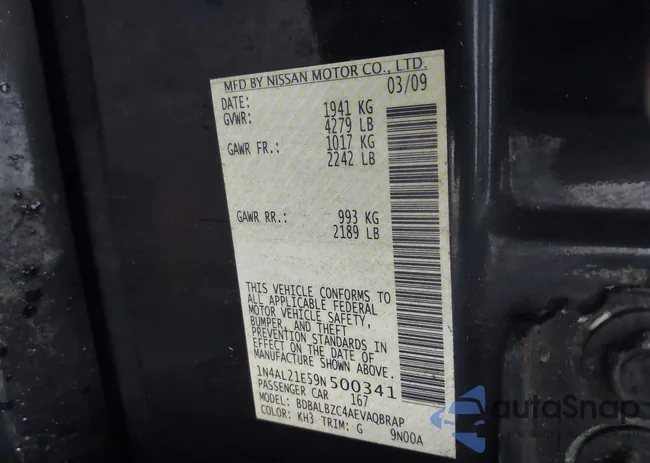 MFD BY NISSAN MOTOR CO., LTD.
DATE: 03/09
GVWR: 1941 KG
4279 LB
GAWR FR.: 1017 KG
2242 LB
GAWR RR.: 993 KG
2189 LB
THIS VEHICLE CONFORMS TO
ALL APPLICABLE FEDERAL
MOTOR VEHICLE SAFETY,
BUMPER, AND THEFT
PREVENTION STANDARDS IN
EFFECT ON THE DATE OF
MANUFACTURE SHOWN ABOVE.
1N4AL21E59N500341
PASSENGER CAR 167
MODEL: BDBALBZC4AEVAQBRAP
COLOR: KH3 TRIM: G 9N00A
autoSnap